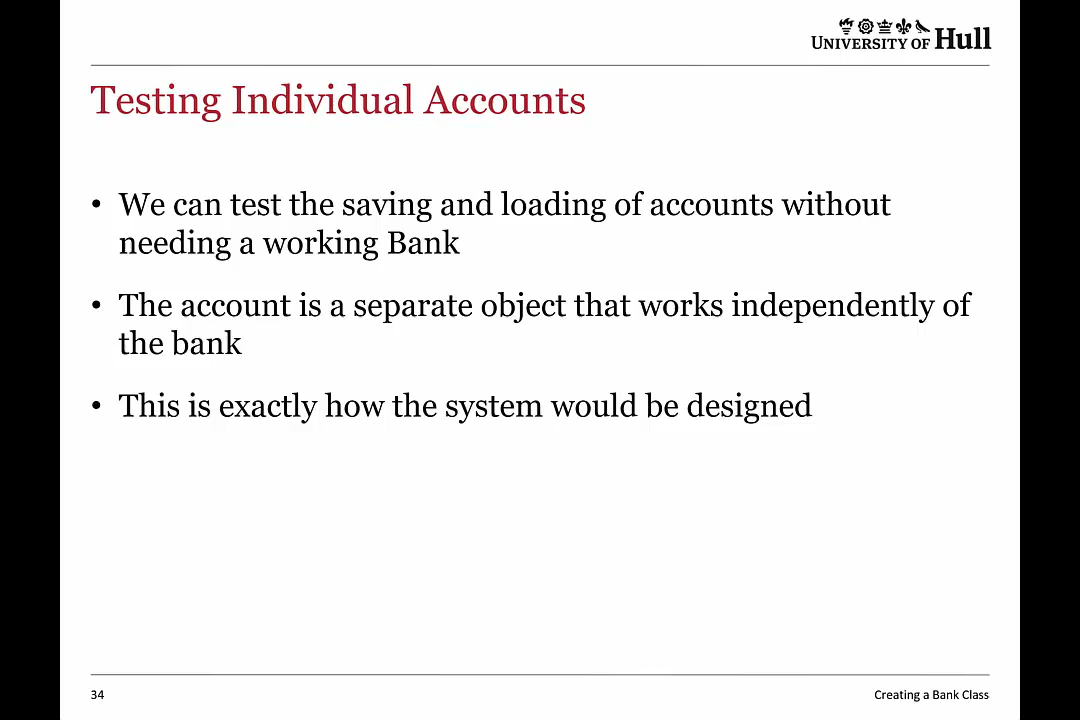 UNIVERSITY OF Hull
Testing Individual Accounts
• We can test the saving and loading of accounts without
needing a working Bank
• The account is a separate object that works independently of
the bank
• This is exactly how the system would be designed
34
Creating a Bank Class